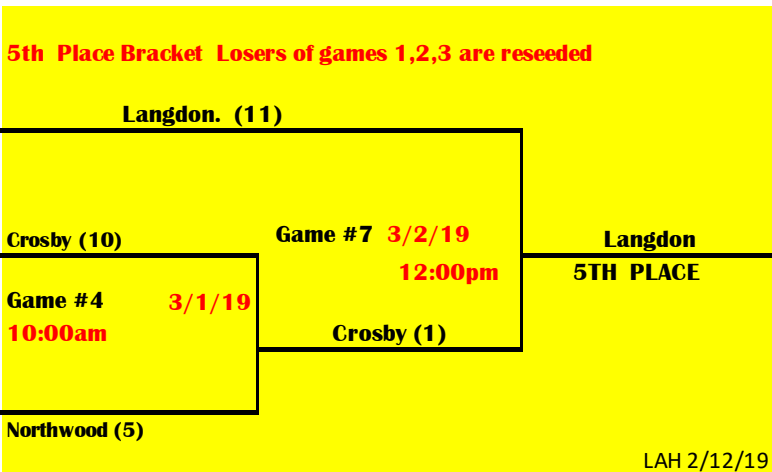 5th Place Bracket Losers of games 1,2,3 are reseeded
Langdon. (11)
Crosby (10)
Game #7 3/2/19
12:00pm
Langdon
5TH PLACE
Game #4 3/1/19
10:00am
Crosby (1)
Northwood (5)
LAH 2/12/19